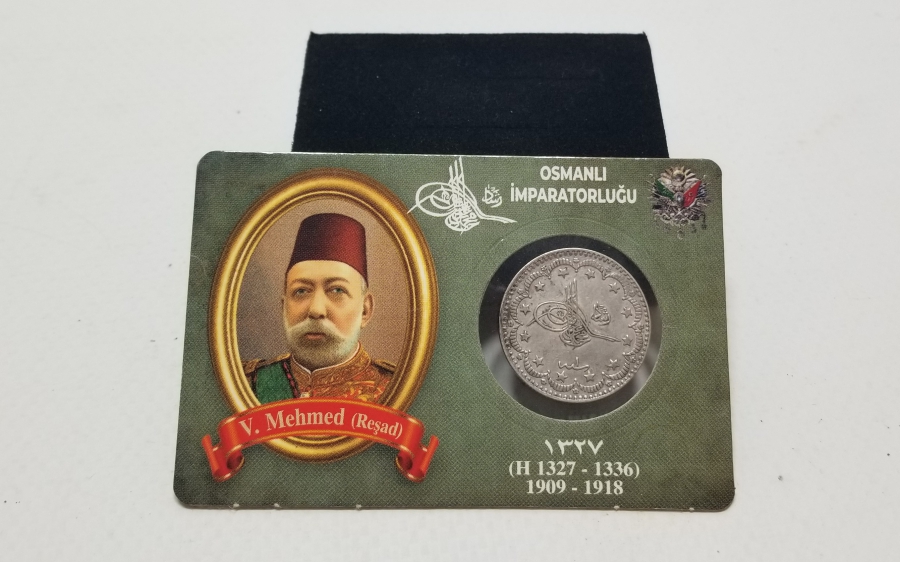 OSMANLI
İMPARATORLUĞU
V. Mehmed (Reşad)
١٣٢٧
(H 1327 - 1336)
1909 - 1918